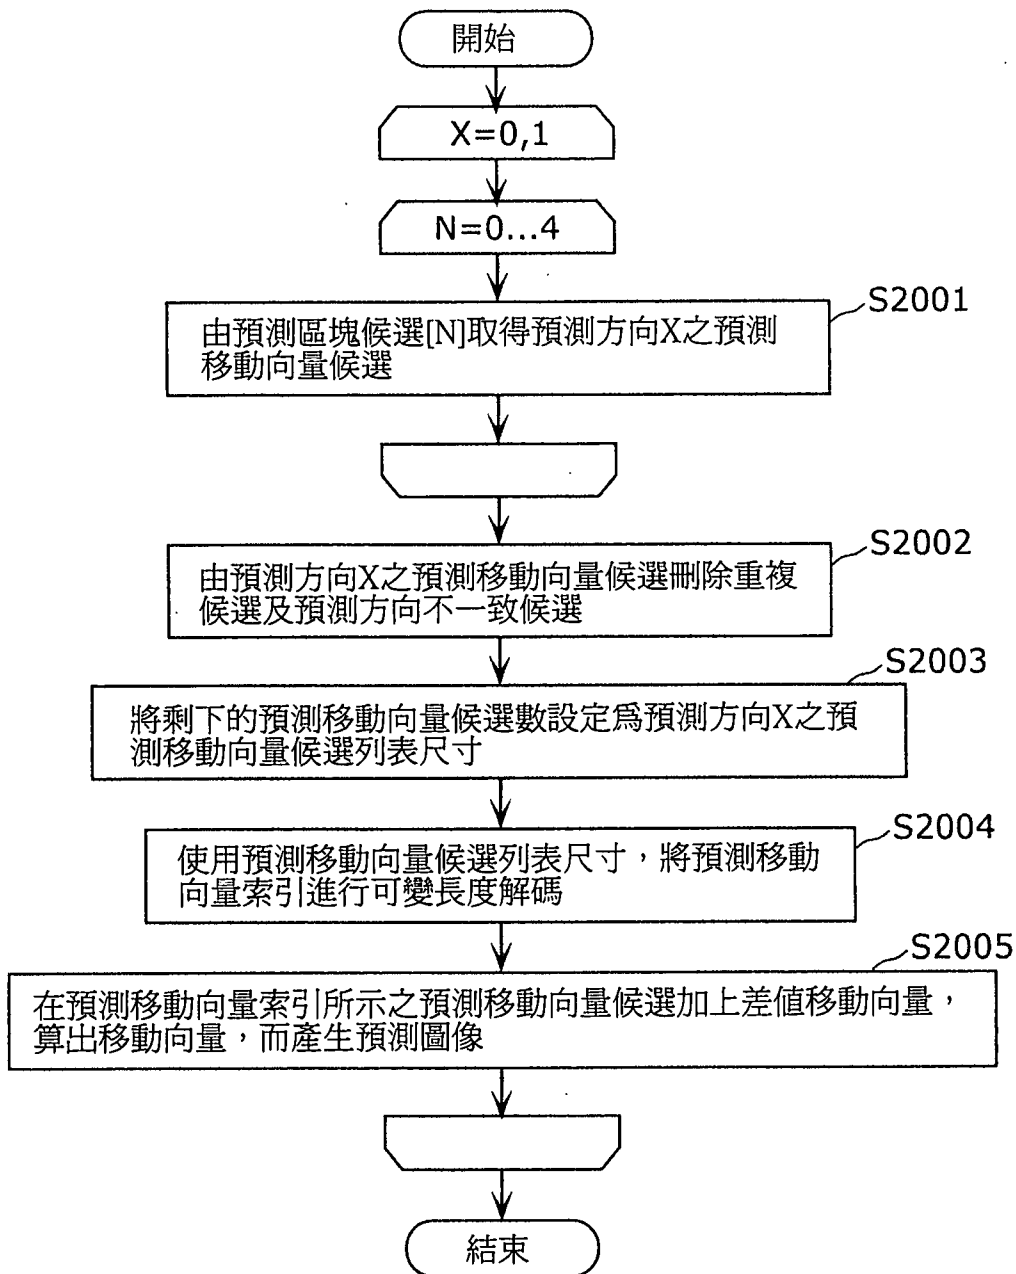 開始
X=0,1
N=0...4
S2001
由預測區塊候選[N]取得預測方向X之預測
移動向量候選
S2002
由預測方向X之預測移動向量候選刪除重複
候選及預測方向不一致候選
S2003
將剩下的預測移動向量候選數設定爲預測方向X之預
測移動向量候選列表尺寸
S2004
使用預測移動向量候選列表尺寸，將預測移動
向量索引進行可變長度解碼
S2005
在預測移動向量索引所示之預測移動向量候選加上差值移動向量，
算出移動向量，而產生預測圖像
結束